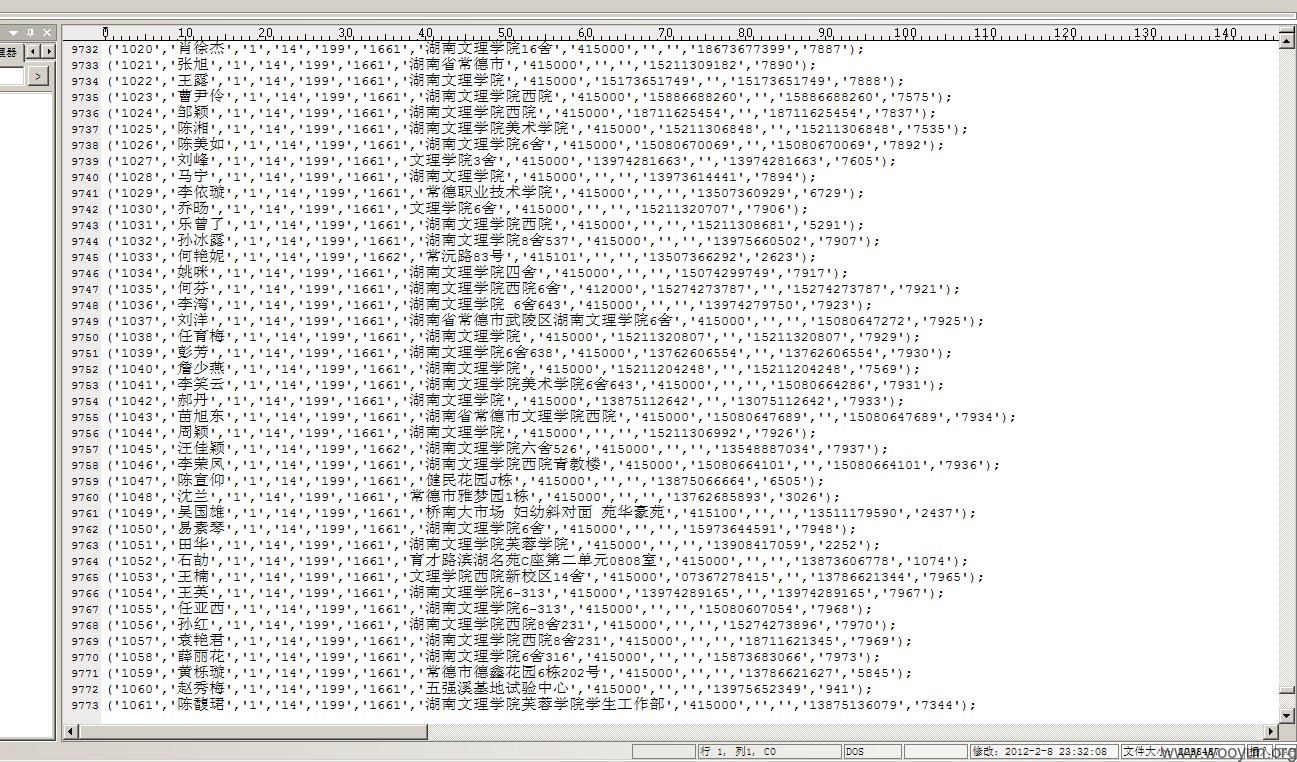 0 10 20 30 40 50 60 70 80 90 100 110 120 130 140
9732 ('1020','肖徐杰','1','14','199','1661','湖南文理学院16舍','415000','','','18673677399','7887');
9733 ('1021','张旭','1','14','199','1661','湖南省常德市','415000','','','15211309182','7890');
9734 ('1022','王露','1','14','199','1661','湖南文理学院','415000','15173651749','','15173651749','7888');
9735 ('1023','曹尹伶','1','14','199','1661','湖南文理学院西院','415000','15886688260','','15886688260','7575');
9736 ('1024','邹颖','1','14','199','1661','湖南文理学院西院','415000','18711625454','','18711625454','7837');
9737 ('1025','陈湘','1','14','199','1661','湖南文理学院美术学院','415000','15211306848','','15211306848','7535');
9738 ('1026','陈美如','1','14','199','1661','湖南文理学院6舍','415000','15080670069','','15080670069','7892');
9739 ('1027','刘峰','1','14','199','1661','文理学院3舍','415000','13974281663','','13974281663','7605');
9740 ('1028','马宁','1','14','199','1661','湖南文理学院','415000','','','13973614441','7894');
9741 ('1029','李依璇','1','14','199','1661','常德职业技术学院','415000','','','13507360929','6729');
9742 ('1030','乔旸','1','14','199','1661','文理学院6舍','415000','','','15211320707','7906');
9743 ('1031','乐曾了','1','14','199','1661','湖南文理学院西院','415000','','','15211308681','5291');
9744 ('1032','孙冰露','1','14','199','1661','湖南文理学院8舍537','415000','','','13975660502','7907');
9745 ('1033','何艳妮','1','14','199','1662','常沅路83号','415101','','','13507366292','2623');
9746 ('1034','姚咪','1','14','199','1661','湖南文理学院四舍','415000','','','15074299749','7917');
9747 ('1035','何芬','1','14','199','1661','湖南文理学院西院6舍','412000','15274273787','','15274273787','7921');
9748 ('1036','李湾','1','14','199','1661','湖南文理学院 6舍643','415000','','','13974279750','7923');
9749 ('1037','刘洋','1','14','199','1661','湖南省常德市武陵区湖南文理学院6舍','415000','','','15080647272','7925');
9750 ('1038','任育梅','1','14','199','1661','湖南文理学院','415000','15211320807','','15211320807','7929');
9751 ('1039','彭芳','1','14','199','1661','湖南文理学院6舍638','415000','13762606554','','13762606554','7930');
9752 ('1040','詹少燕','1','14','199','1661','湖南文理学院','415000','15211204248','','15211204248','7569');
9753 ('1041','李笑云','1','14','199','1661','湖南文理学院美术学院6舍643','415000','','','15080664286','7931');
9754 ('1042','郝丹','1','14','199','1661','湖南文理学院','415000','13875112642','','13075112642','7933');
9755 ('1043','苗旭东','1','14','199','1661','湖南省常德市文理学院西院','415000','15080647689','','15080647689','7934');
9756 ('1044','周颖','1','14','199','1661','湖南文理学院','415000','','','15211306992','7926');
9757 ('1045','汪佳颖','1','14','199','1662','湖南文理学院六舍526','415000','','','13548887034','7937');
9758 ('1046','李荣凤','1','14','199','1661','湖南文理学院西院青教楼','415000','15080664101','','15080664101','7936');
9759 ('1047','陈宣仰','1','14','199','1661','健民花园J栋','415000','','','13875066664','6505');
9760 ('1048','沈兰','1','14','199','1661','常德市雅梦园1栋','415000','','','13762685893','3026');
9761 ('1049','吴国雄','1','14','199','1661','桥南大市场 妇幼斜对面 苑华豪苑','415100','','','13511179590','2437');
9762 ('1050','易素琴','1','14','199','1661','湖南文理学院6舍','415000','','','15973644591','7948');
9763 ('1051','田华','1','14','199','1661','湖南文理学院芙蓉学院','415000','','','13908417059','2252');
9764 ('1052','石劼','1','14','199','1661','育才路滨湖名苑C座第二单元0808室','415000','','','13873606778','1074');
9765 ('1053','王楠','1','14','199','1661','文理学院西院新校区14舍','415000','07367278415','','13786621344','7965');
9766 ('1054','王英','1','14','199','1661','湖南文理学院6-313','415000','13974289165','','13974289165','7967');
9767 ('1055','任亚西','1','14','199','1661','湖南文理学院6-313','415000','','','15080607054','7968');
9768 ('1056','孙红','1','14','199','1661','湖南文理学院西院8舍231','415000','','','15274273896','7970');
9769 ('1057','袁艳君','1','14','199','1661','湖南文理学院西院8舍231','415000','','','18711621345','7969');
9770 ('1058','薛丽花','1','14','199','1661','湖南文理学院6舍316','415000','','','15873683066','7973');
9771 ('1059','黄栎璇','1','14','199','1661','常德市德鑫花园6栋202号','415000','','','13786621627','5845');
9772 ('1060','赵秀梅','1','14','199','1661','五强溪基地试验中心','415000','','','13975652349','941');
9773 ('1061','陈馥珺','1','14','199','1661','湖南文理学院芙蓉学院学生工作部','415000','','','13875136079','7344');
行 1, 列1, C0 DOS 修改: 2012-2-8 23:32:08 文件大小:
www.wooyun.org